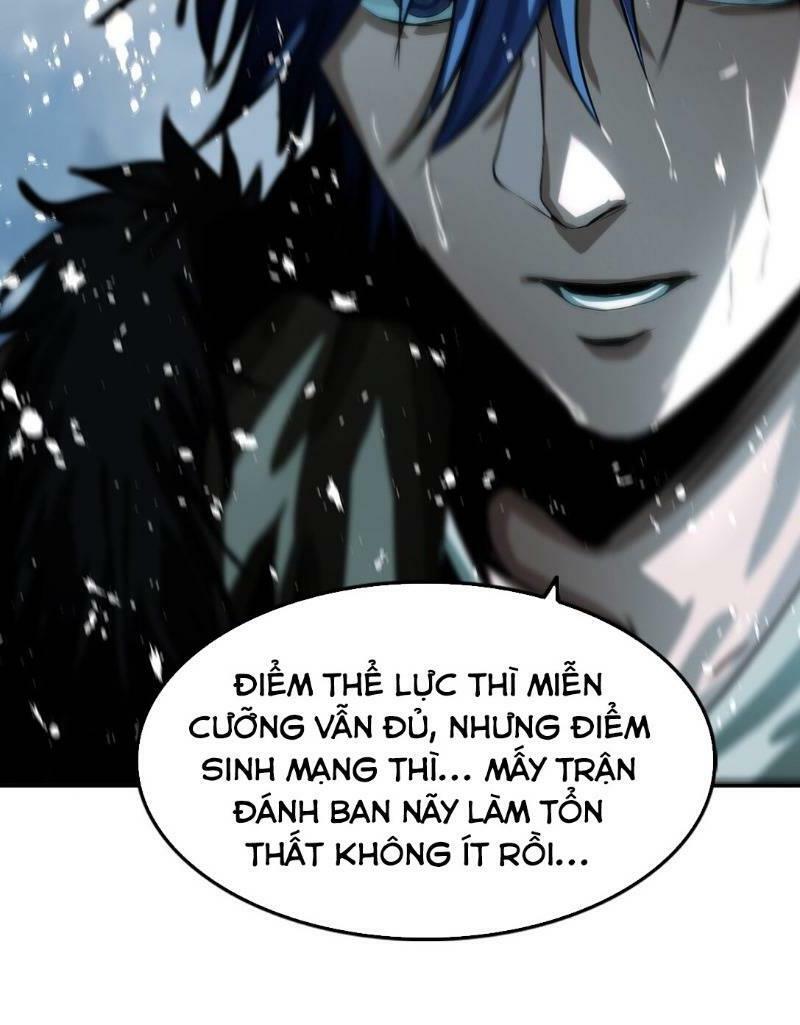 ĐIỂM THỂ LỰC THÌ MIỄN
CƯỠNG VẪN ĐỦ, NHƯNG ĐIỂM
SINH MẠNG THÌ... MẤY TRẬN
ĐÁNH BAN NÃY LÀM TỔN
THẤT KHÔNG ÍT RỒI...